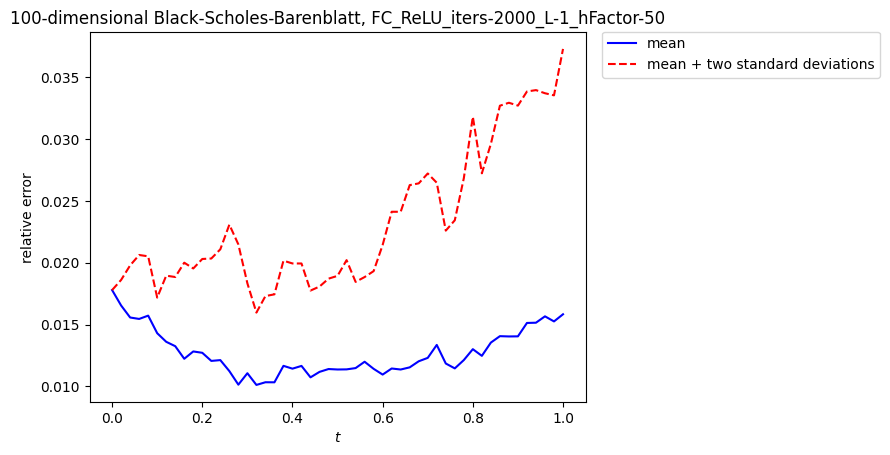 100-dimensional Black-Scholes-Barenblatt, FC_ReLU_iters-2000_L-1_hFactor-50
mean
mean + two standard deviations
relative error
0.035
0.030
0.025
0.020
0.015
0.010
0.0 0.2 0.4 0.6 0.8 1.0
t